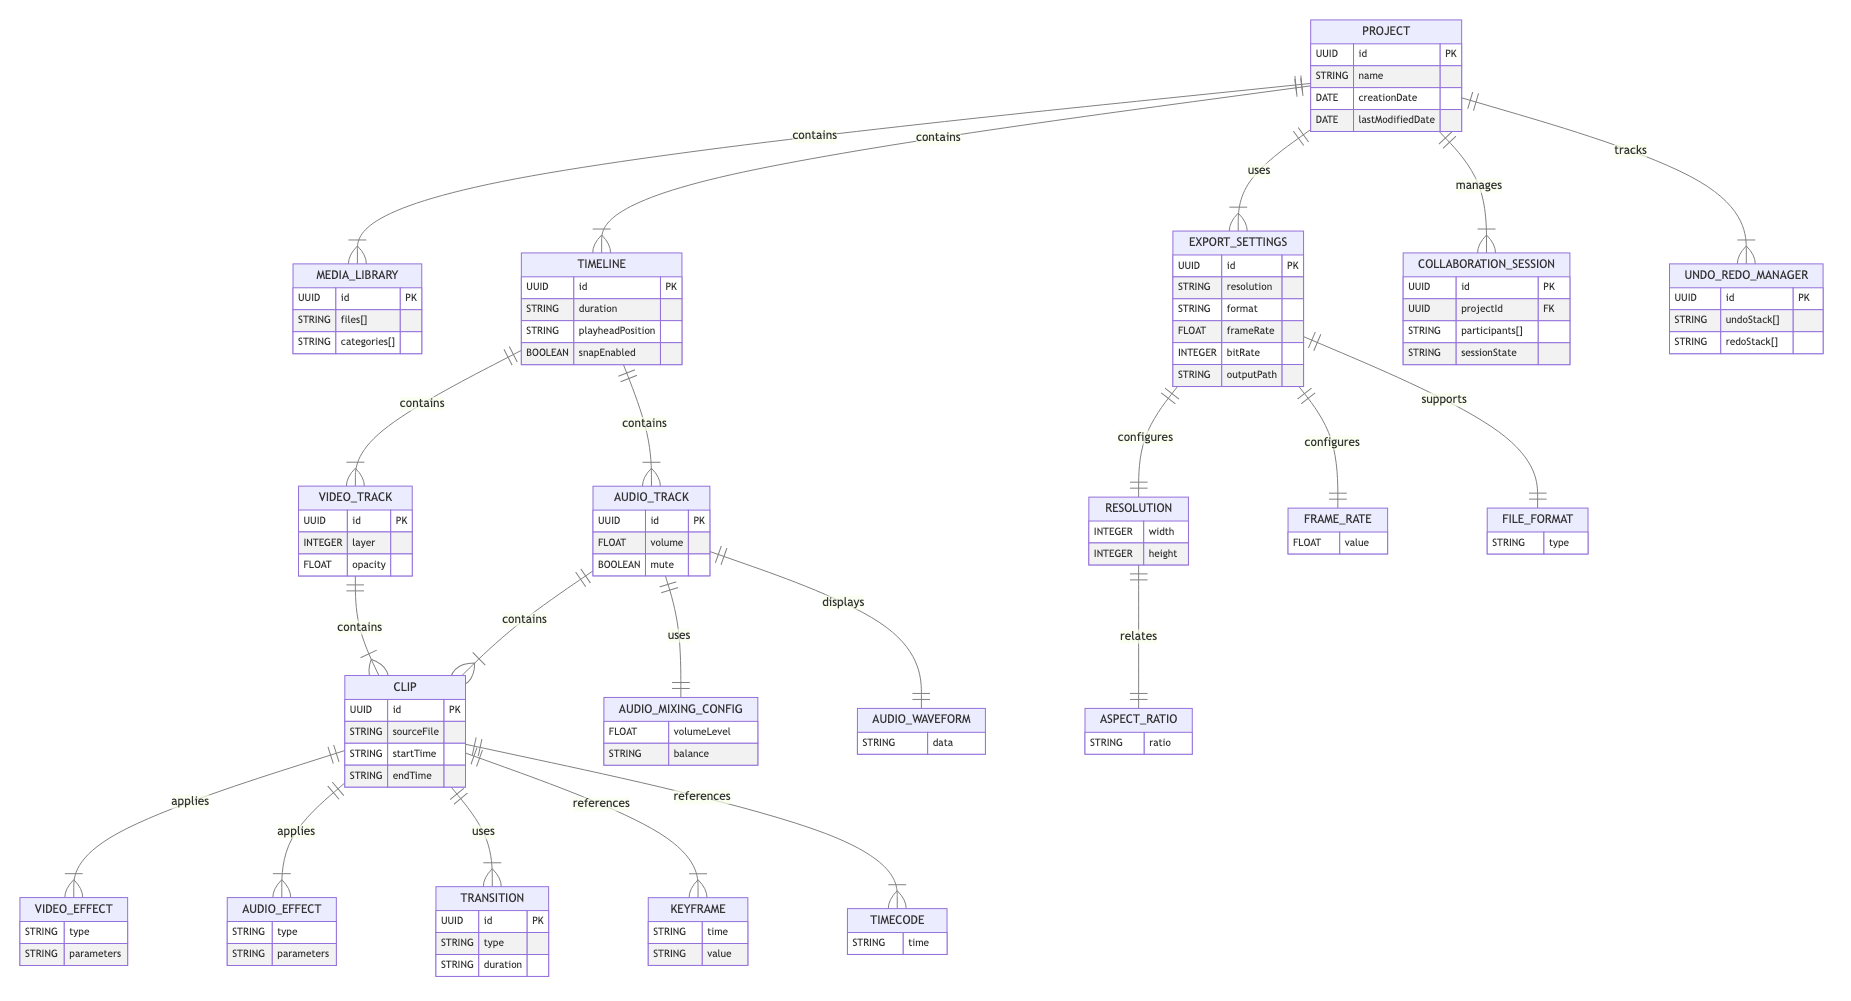 PROJECT
UUID id PK
STRING name
DATE creationDate
DATE lastModifiedDate
contains
contains
uses
manages
tracks
MEDIA_LIBRARY
UUID id PK
STRING files[]
STRING categories[]
TIMELINE
UUID id PK
STRING duration
STRING playheadPosition
BOOLEAN snapEnabled
EXPORT_SETTINGS
UUID id PK
STRING resolution
STRING format
FLOAT frameRate
INTEGER bitRate
STRING outputPath
COLLABORATION_SESSION
UUID id PK
UUID projectId FK
STRING participants[]
STRING sessionState
UNDO_REDO_MANAGER
UUID id PK
STRING undoStack[]
STRING redoStack[]
contains
contains
configures
configures
supports
VIDEO_TRACK
UUID id PK
INTEGER layer
FLOAT opacity
AUDIO_TRACK
UUID id PK
FLOAT volume
BOOLEAN mute
RESOLUTION
INTEGER width
INTEGER height
FRAME_RATE
FLOAT value
FILE_FORMAT
STRING type
contains
contains
uses
displays
relates
CLIP
UUID id PK
STRING sourceFile
STRING startTime
STRING endTime
AUDIO_MIXING_CONFIG
FLOAT volumeLevel
STRING balance
AUDIO_WAVEFORM
STRING data
ASPECT_RATIO
STRING ratio
applies
applies
uses
references
references
VIDEO_EFFECT
STRING type
STRING parameters
AUDIO_EFFECT
STRING type
STRING parameters
TRANSITION
UUID id PK
STRING type
STRING duration
KEYFRAME
STRING time
STRING value
TIMECODE
STRING time